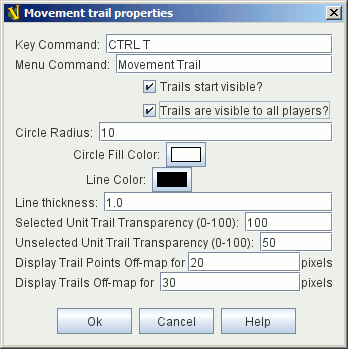 Movement trail properties
Key Command: CTRL T
Menu Command: Movement Trail
Trails start visible?
Trails are visible to all players?
Circle Radius: 10
Circle Fill Color:
Line Color:
Line thickness: 1.0
Selected Unit Trail Transparency (0-100): 100
Unselected Unit Trail Transparency (0-100): 50
Display Trail Points Off-map for 20 pixels
Display Trails Off-map for 30 pixels
Ok Cancel Help